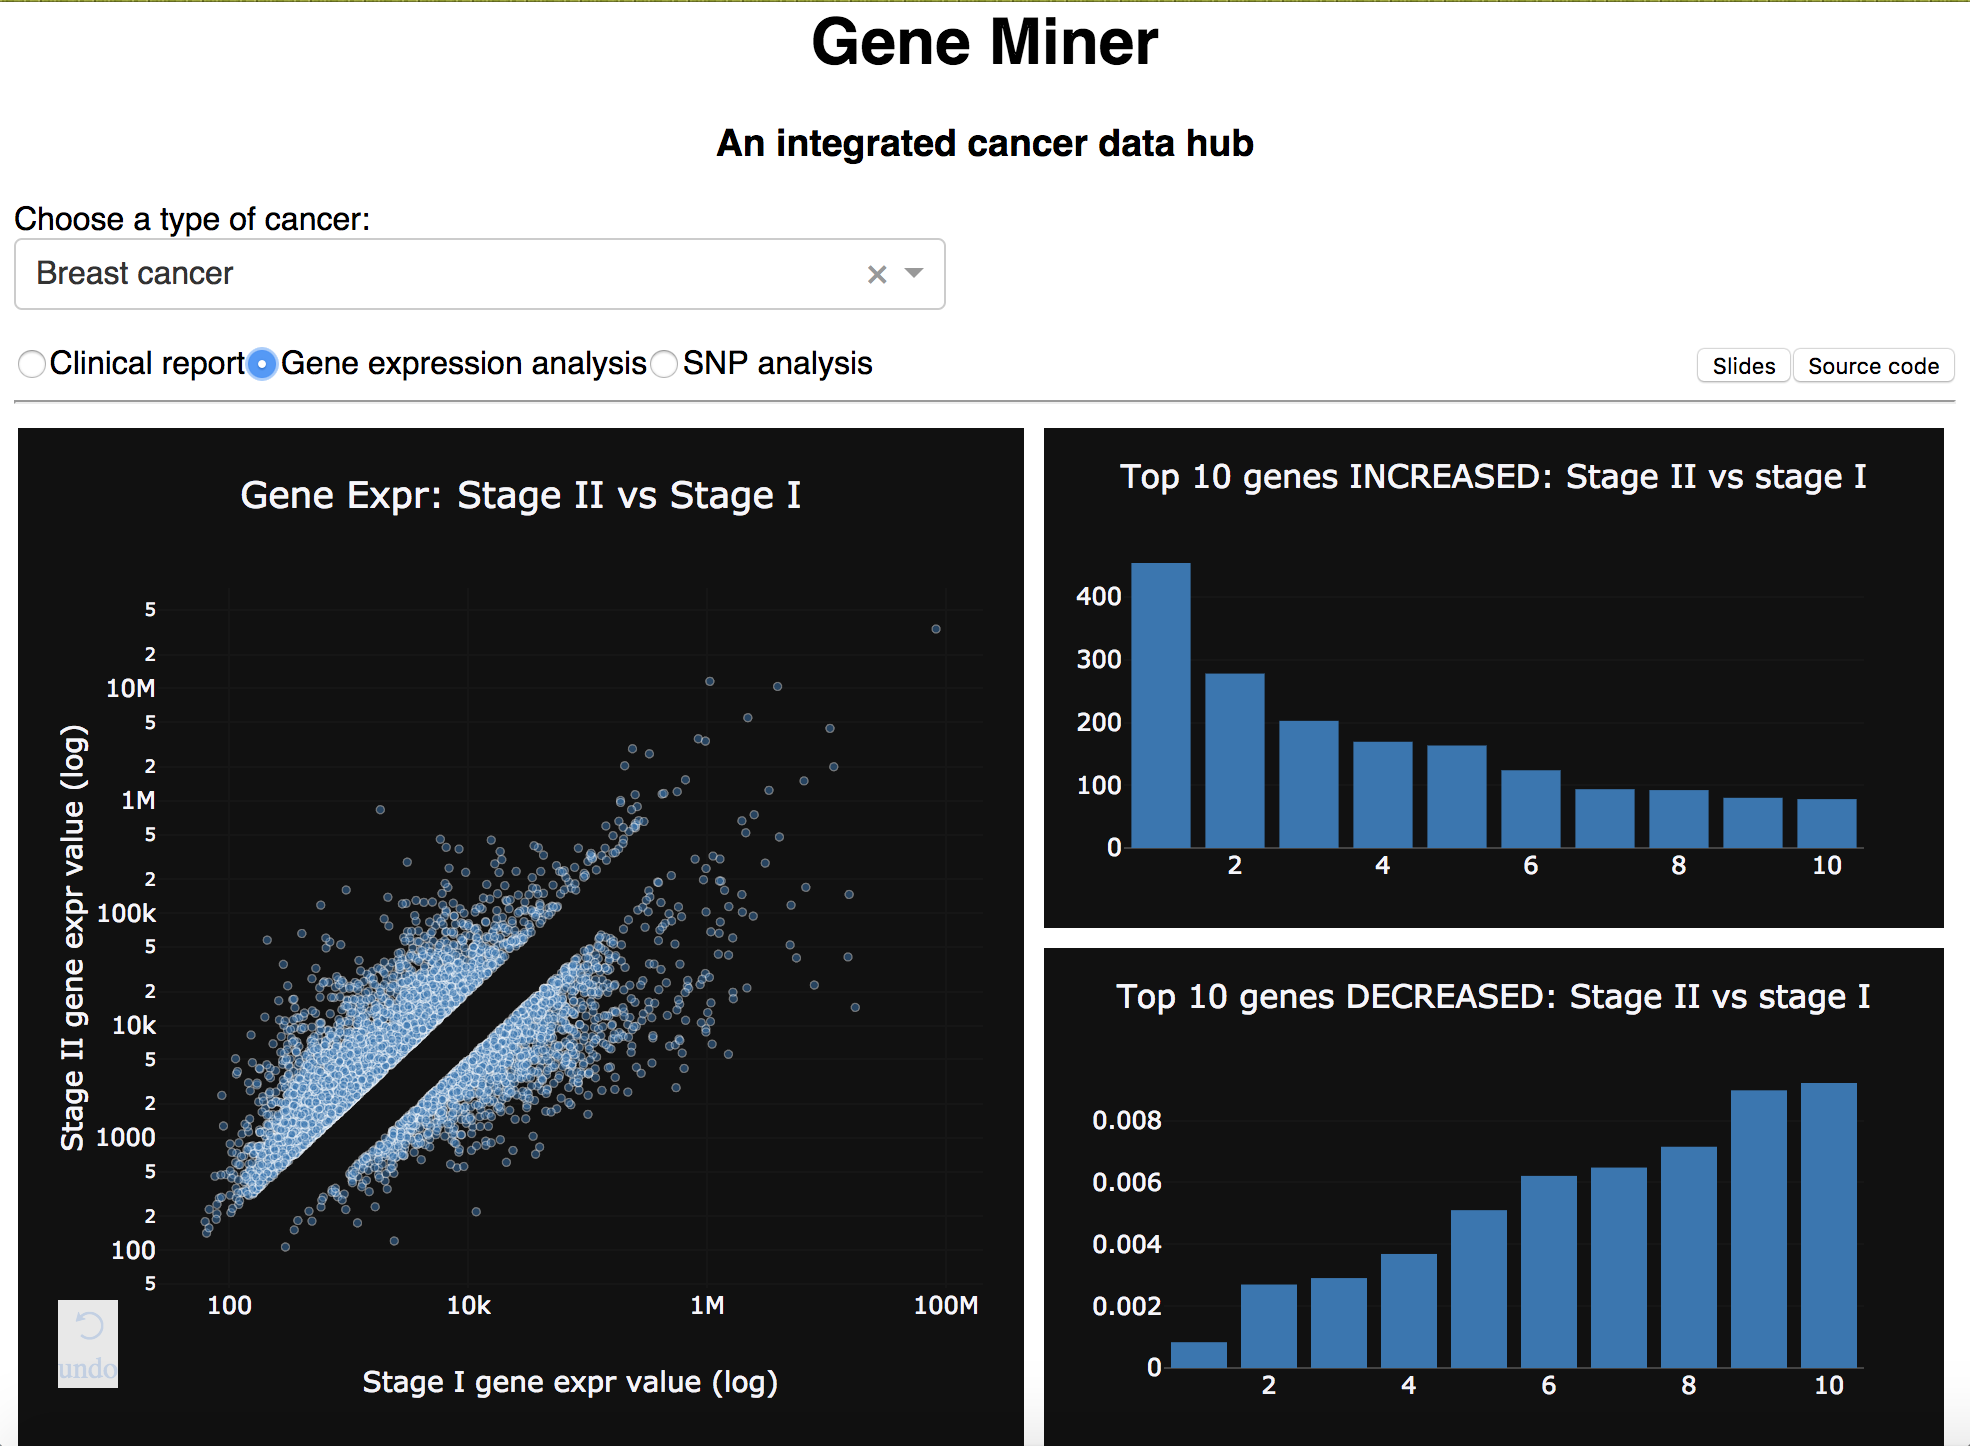 Gene Miner
An integrated cancer data hub
Choose a type of cancer:
Breast cancer × 
Clinical report Gene expression analysis SNP analysis
Slides Source code
Gene Expr: Stage II vs Stage I
Stage II gene expr value (log)
5
2
10M
5
2
1M
5
2
100k
5
2
10k
5
2
1000
5
2
100
5
100 10k 1M 100M
Stage I gene expr value (log)
undo
Top 10 genes INCREASED: Stage II vs stage I
400
300
200
100
0
2 4 6 8 10
Top 10 genes DECREASED: Stage II vs stage I
0.008
0.006
0.004
0.002
0
2 4 6 8 10